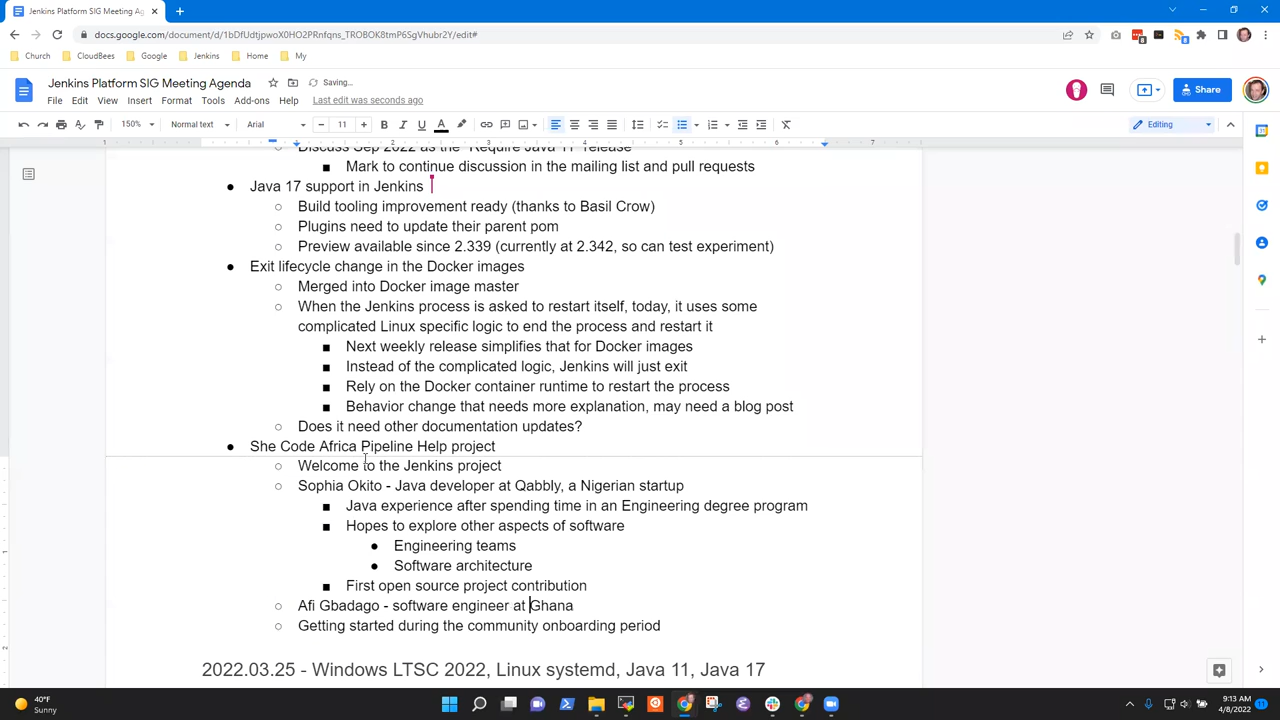 Jenkins Platform SIG Meeting Ag
docs.google.com/document/d/1bDfUdtjpwoX0HO2PRnfqns_TROBOK8tmP6SgVhubr2Y/edit#
Church CloudBees Google Jenkins Home My
Jenkins Platform SIG Meeting Agenda Saving…
File Edit View Insert Format Tools Add-ons Help Last edit was seconds ago
Share
150% Normal text Arial 11 Editing
Discuss Sep 2022 as the "Require Java 11" release
Mark to continue discussion in the mailing list and pull requests
Java 17 support in Jenkins
Build tooling improvement ready (thanks to Basil Crow)
Plugins need to update their parent pom
Preview available since 2.339 (currently at 2.342, so can test experiment)
Exit lifecycle change in the Docker images
Merged into Docker image master
When the Jenkins process is asked to restart itself, today, it uses some
complicated Linux specific logic to end the process and restart it
Next weekly release simplifies that for Docker images
Instead of the complicated logic, Jenkins will just exit
Rely on the Docker container runtime to restart the process
Behavior change that needs more explanation, may need a blog post
Does it need other documentation updates?
She Code Africa Pipeline Help project
Welcome to the Jenkins project
Sophia Okito - Java developer at Qabbly, a Nigerian startup
Java experience after spending time in an Engineering degree program
Hopes to explore other aspects of software
Engineering teams
Software architecture
First open source project contribution
Afi Gbadago - software engineer at Ghana
Getting started during the community onboarding period
2022.03.25 - Windows LTSC 2022, Linux systemd, Java 11, Java 17
40°F
Sunny
9:13 AM
4/8/2022